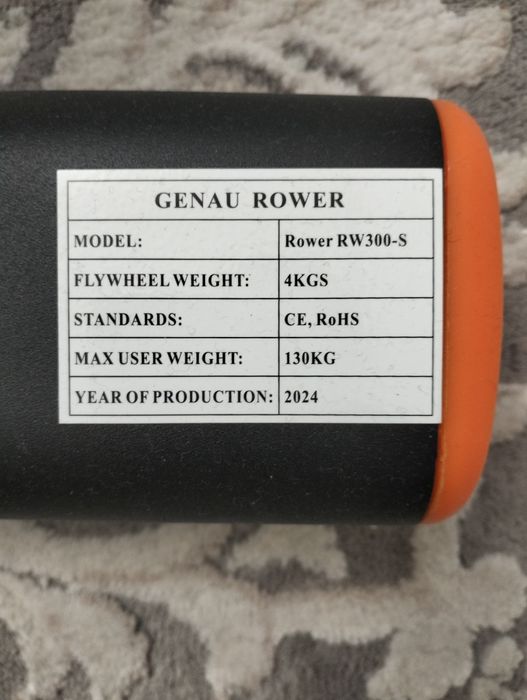 GENAU ROWER
MODEL: Rower RW300-S
FLYWHEEL WEIGHT: 4KGS
STANDARDS: CE, RoHS
MAX USER WEIGHT: 130KG
YEAR OF PRODUCTION: 2024